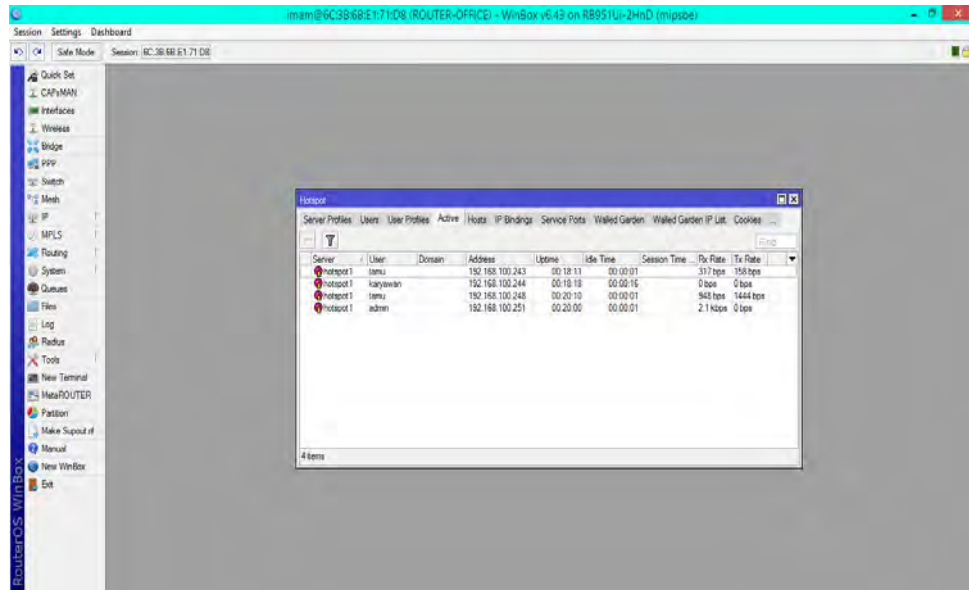 imam@6C:3B:6B:E1:71:D8 (ROUTER-OFFICE) - WinBox v6.43 on RB951Ui-2HnD (mipsbe)
Session Settings Dashboard
Safe Mode Session: 6C:3B:6B:E1:71:D8
Quick Set
CAPsMAN
Interfaces
Wireless
Bridge
PPP
Switch
Mesh
IP
MPLS
Routing
System
Queues
Files
Log
Radius
Tools
New Terminal
MetaROUTER
Partition
Make Supout.rif
Manual
New WinBox
Exit
RouterOS WinBox
Hotspot
Server Profiles Users User Profiles Active Hosts IP Bindings Service Ports Walled Garden Walled Garden IP List Cookies ...
Find
Server User Domain Address Uptime Idle Time Session Time ... Rx Rate Tx Rate
hotspot1 tamu 192.168.100.243 00:18:11 00:00:01 317 bps 158 bps
hotspot1 karyawan 192.168.100.244 00:18:18 00:00:16 0 bps 0 bps
hotspot1 tamu 192.168.100.248 00:20:10 00:00:01 948 bps 1444 bps
hotspot1 admin 192.168.100.251 00:20:00 00:00:01 2.1 kbps 0 bps
4 items